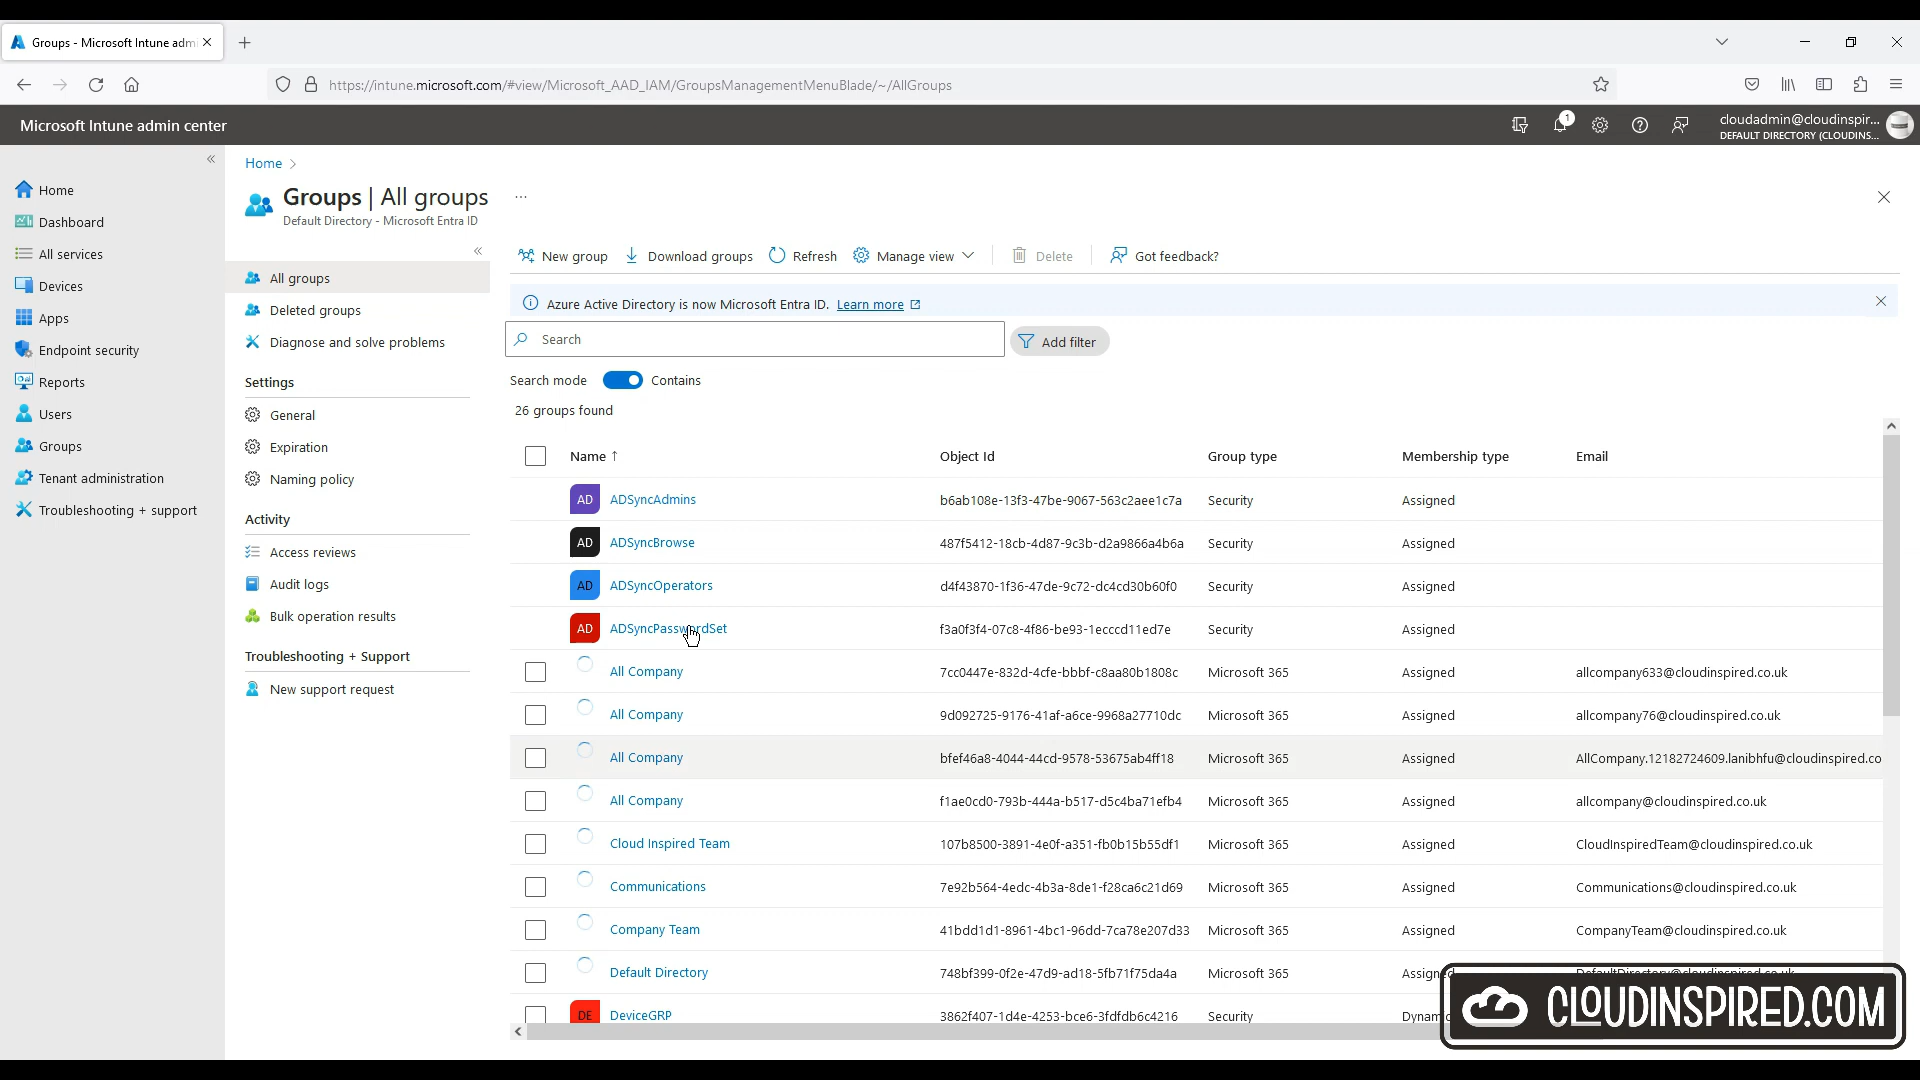 Groups - Microsoft Intune adm
https://intune.microsoft.com/#view/Microsoft_AAD_IAM/GroupsManagementMenuBlade/~/AllGroups
Microsoft Intune admin center
1
cloudadmin@cloudinspir...
DEFAULT DIRECTORY (CLOUDINS...
Home
Dashboard
All services
Devices
Apps
Endpoint security
Reports
Users
Groups
Tenant administration
Troubleshooting + support
Home
Groups | All groups
...
Default Directory - Microsoft Entra ID
All groups
Deleted groups
Diagnose and solve problems
Settings
General
Expiration
Naming policy
Activity
Access reviews
Audit logs
Bulk operation results
Troubleshooting + Support
New support request
New group
Download groups
Refresh
Manage view
Delete
Got feedback?
Azure Active Directory is now Microsoft Entra ID. Learn more
Search
Add filter
Search mode
Contains
26 groups found
Name ↑ Object Id Group type Membership type Email
AD ADSyncAdmins b6ab108e-13f3-47be-9067-563c2aee1c7a Security Assigned
AD ADSyncBrowse 487f5412-18cb-4d87-9c3b-d2a9866a4b6a Security Assigned
AD ADSyncOperators d4f43870-1f36-47de-9c72-dc4cd30b60f0 Security Assigned
AD ADSyncPasswordSet f3a0f3f4-07c8-4f86-be93-1ecccd11ed7e Security Assigned
All Company 7cc0447e-832d-4cfe-bbbf-c8aa80b1808c Microsoft 365 Assigned allcompany633@cloudinspired.co.uk
All Company 9d092725-9176-41af-a6ce-9968a27710dc Microsoft 365 Assigned allcompany76@cloudinspired.co.uk
All Company bfef46a8-4044-44cd-9578-53675ab4ff18 Microsoft 365 Assigned AllCompany.12182724609.lanibhfu@cloudinspired.co
All Company f1ae0cd0-793b-444a-b517-d5c4ba71efb4 Microsoft 365 Assigned allcompany@cloudinspired.co.uk
Cloud Inspired Team 107b8500-3891-4e0f-a351-fb0b15b55df1 Microsoft 365 Assigned CloudInspiredTeam@cloudinspired.co.uk
Communications 7e92b564-4edc-4b3a-8de1-f28ca6c21d69 Microsoft 365 Assigned Communications@cloudinspired.co.uk
Company Team 41bdd1d1-8961-4bc1-96dd-7ca78e207d33 Microsoft 365 Assigned CompanyTeam@cloudinspired.co.uk
Default Directory 748bf399-0f2e-47d9-ad18-5fb71f75da4a Microsoft 365 Assigned
DE DeviceGRP 3862f407-1d4e-4253-bce6-3fdfdb6c4216 Security Dynamic
CLOUDINSPIRED.COM